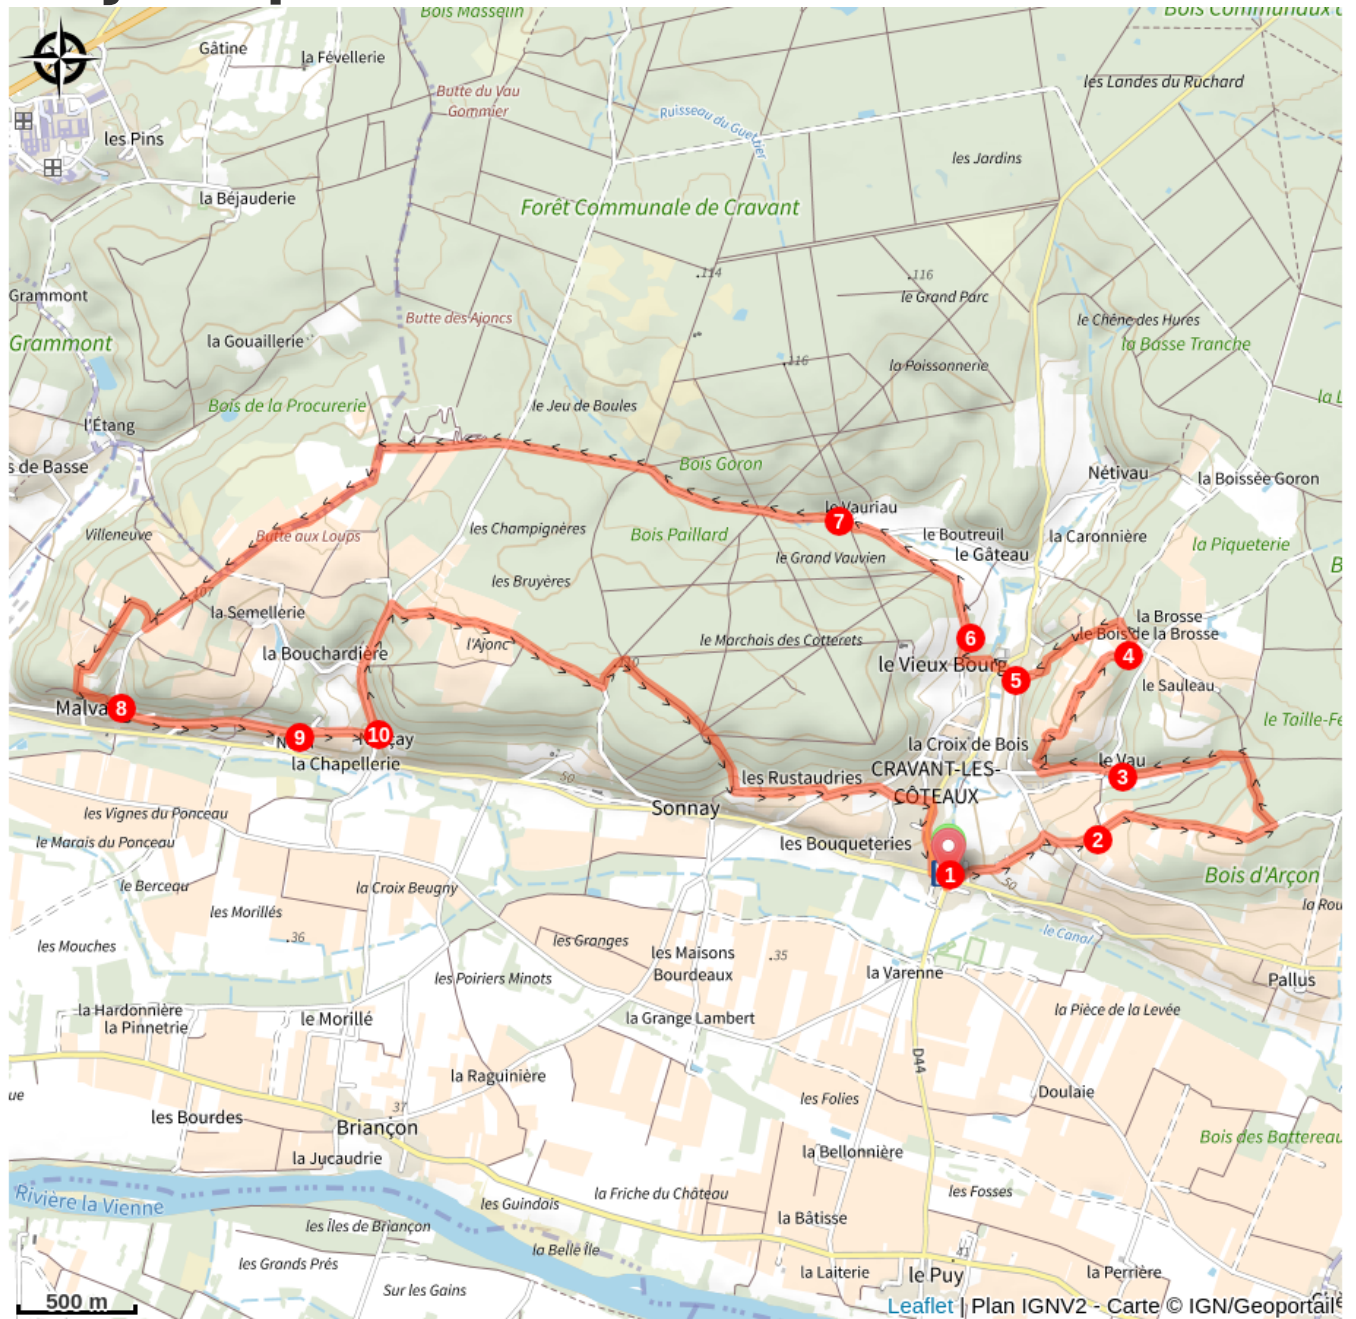 Bois Masselin
Bois Communaux
Gâtine
la Févellerie
les Landes du Ruchard
Butte du Vau
Gommier
Ruisseau du Guertier
les Pins
les Jardins
la Béjauderie
Forêt Communale de Cravant
.114
.116
Grammont
le Grand Parc
Butte des Ajoncs
le Chêne des Hures
Grammont
la Gouaillerie
la Basse Tranche
.116
la Poissonnerie
Bois de la Procurerie
le Jeu de Boules
l'Étang
s de Basse
Bois Goron
Nétivau
la Boissée Goron
le Vauriau
7
Villeneuve
Butte aux Loups
les Champignères
Bois Paillard
le Boutreuil
la Caronnière
le Gâteau
la Piqueterie
le Grand Vauvien
les Bruyères
107
la Semellerie
la Brosse
le Bois de la Brosse
l'Ajonc
le Marchais des Cotterets
6
la Bouchardière
4
le Vieux Bourg
5
le Sauleau
Malva
8
le Taille-Fe
9
10
la Croix de Bois
la Chapellerie
le Vau
50
les Rustaudries
CRAVANT-LES-
CÔTEAUX
3
les Vignes du Ponceau
Sonnay
le Marais du Ponceau
les Bouqueteries
2
le Berceau
la Croix Beugny
1
50
Bois d'Arçon
la Rou
les Morillés
.36
les Granges
le Canal
les Mouches
les Maisons
Bourdeaux
.35
les Poiriers Minots
la Varenne
Pallus
la Hardonnière
la Pinnetrie
le Morillé
la Grange Lambert
la Pièce de la Levée
D44
la Raguinière
Doulaie
ue
les Folies
les Bourdes
37
Briançon
Bois des Battereau
la Jucaudrie
la Bellonnière
Rivière la Vienne
les Guindais
la Friche du Château
les Fosses
les Îles de Briançon
la Bâtisse
la Belle Île
41
les Grands Prés
la Laiterie
le Puy
la Perrière
Sur les Gains
500 m
Leaflet | Plan IGNV2 - Carte © IGN/Geoportail